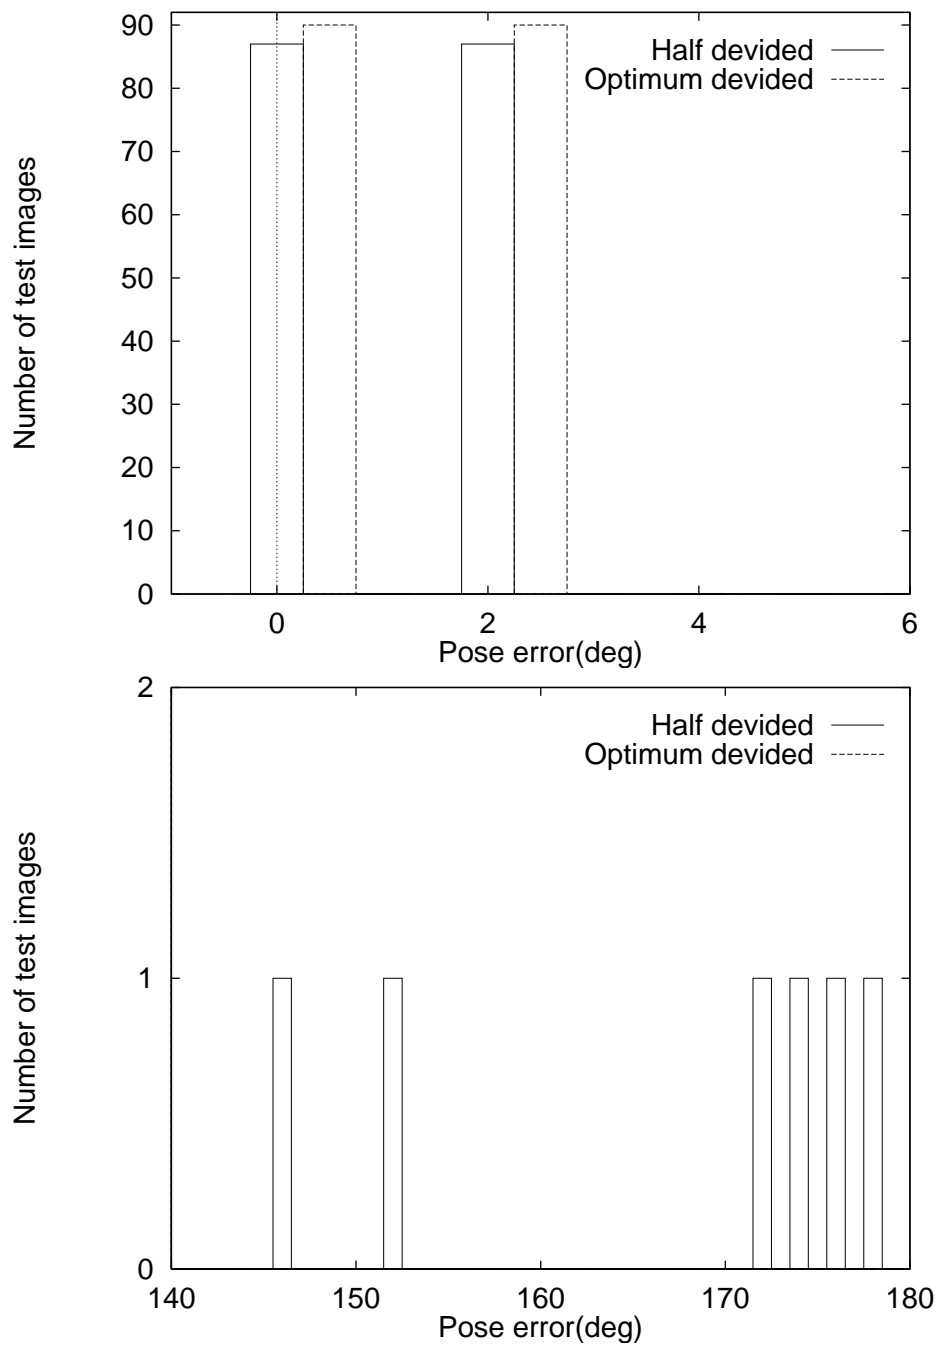 90
80
70
60
50
40
30
20
10
0
Number of test images
Half devided
Optimum devided
0 2 4 6
Pose error(deg)
2
1
0
Number of test images
Half devided
Optimum devided
140 150 160 170 180
Pose error(deg)